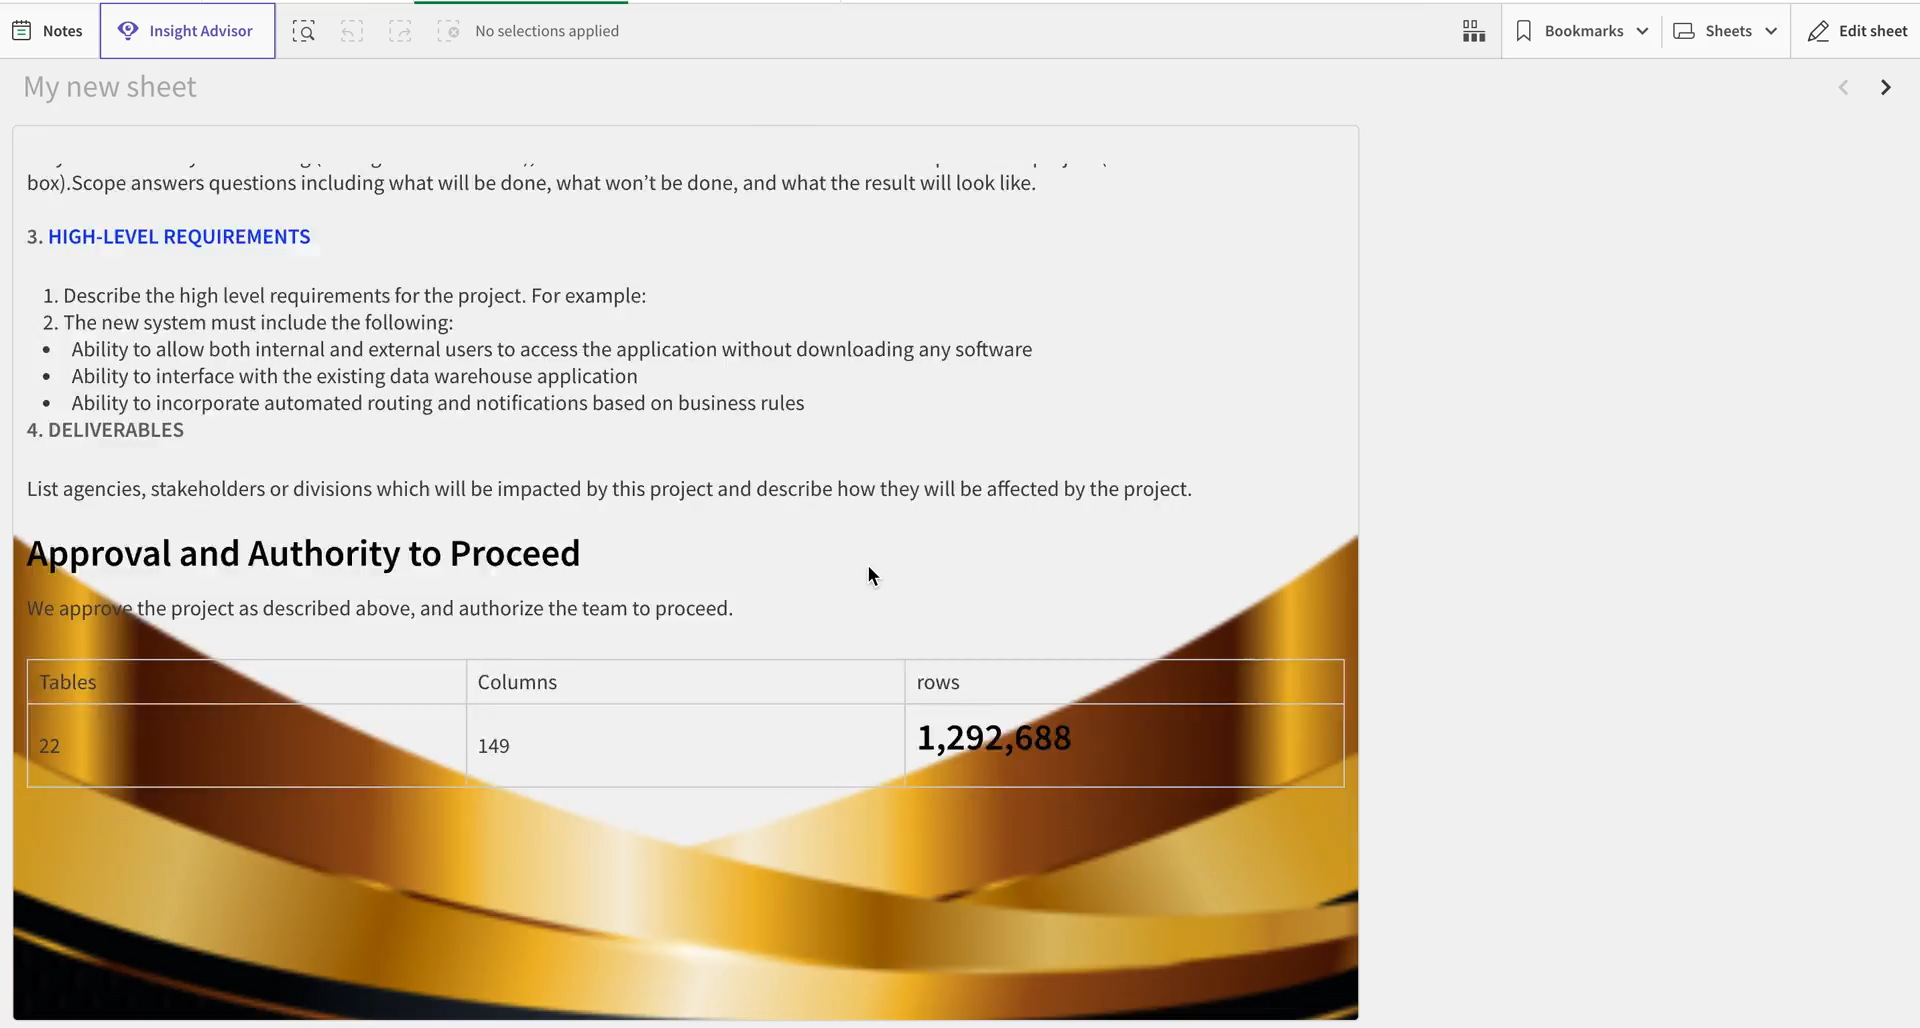 Notes
Insight Advisor
No selections applied
Bookmarks
Sheets
Edit sheet
My new sheet
box).Scope answers questions including what will be done, what won’t be done, and what the result will look like.
3. HIGH-LEVEL REQUIREMENTS
1. Describe the high level requirements for the project. For example:
2. The new system must include the following:
• Ability to allow both internal and external users to access the application without downloading any software
• Ability to interface with the existing data warehouse application
• Ability to incorporate automated routing and notifications based on business rules
4. DELIVERABLES
List agencies, stakeholders or divisions which will be impacted by this project and describe how they will be affected by the project.
Approval and Authority to Proceed
We approve the project as described above, and authorize the team to proceed.
Tables Columns rows
22 149 1,292,688